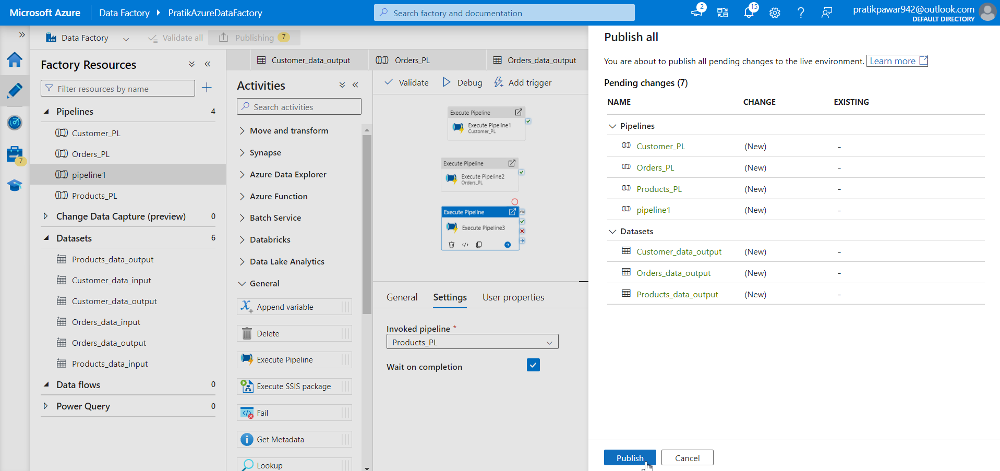 Microsoft Azure
Data Factory
PratikAzureDataFactory
Search factory and documentation
2
15
pratikpawar942@outlook.com
DEFAULT DIRECTORY
Data Factory
Validate all
Publishing
7
7
Factory Resources
Filter resources by name
Pipelines 4
Customer_PL
Orders_PL
pipeline1
Products_PL
Change Data Capture (preview) 0
Datasets 6
Products_data_output
Customer_data_input
Customer_data_output
Orders_data_input
Orders_data_output
Products_data_input
Data flows 0
Power Query 0
Customer_data_output
Orders_PL
Orders_data_output
Activities
Search activities
Move and transform
Synapse
Azure Data Explorer
Azure Function
Batch Service
Databricks
Data Lake Analytics
General
Append variable
Delete
Execute Pipeline
Execute SSIS package
Fail
Get Metadata
Lookup
Validate
Debug
Add trigger
Execute Pipeline
Execute Pipeline1
Customer_PL
Execute Pipeline
Execute Pipeline2
Orders_PL
Execute Pipeline
Execute Pipeline3
General
Settings
User properties
Invoked pipeline *
Products_PL
Wait on completion
Publish all
You are about to publish all pending changes to the live environment. Learn more
Pending changes (7)
NAME CHANGE EXISTING
Pipelines
Customer_PL (New) -
Orders_PL (New) -
Products_PL (New) -
pipeline1 (New) -
Datasets
Customer_data_output (New) -
Orders_data_output (New) -
Products_data_output (New) -
Publish
Cancel